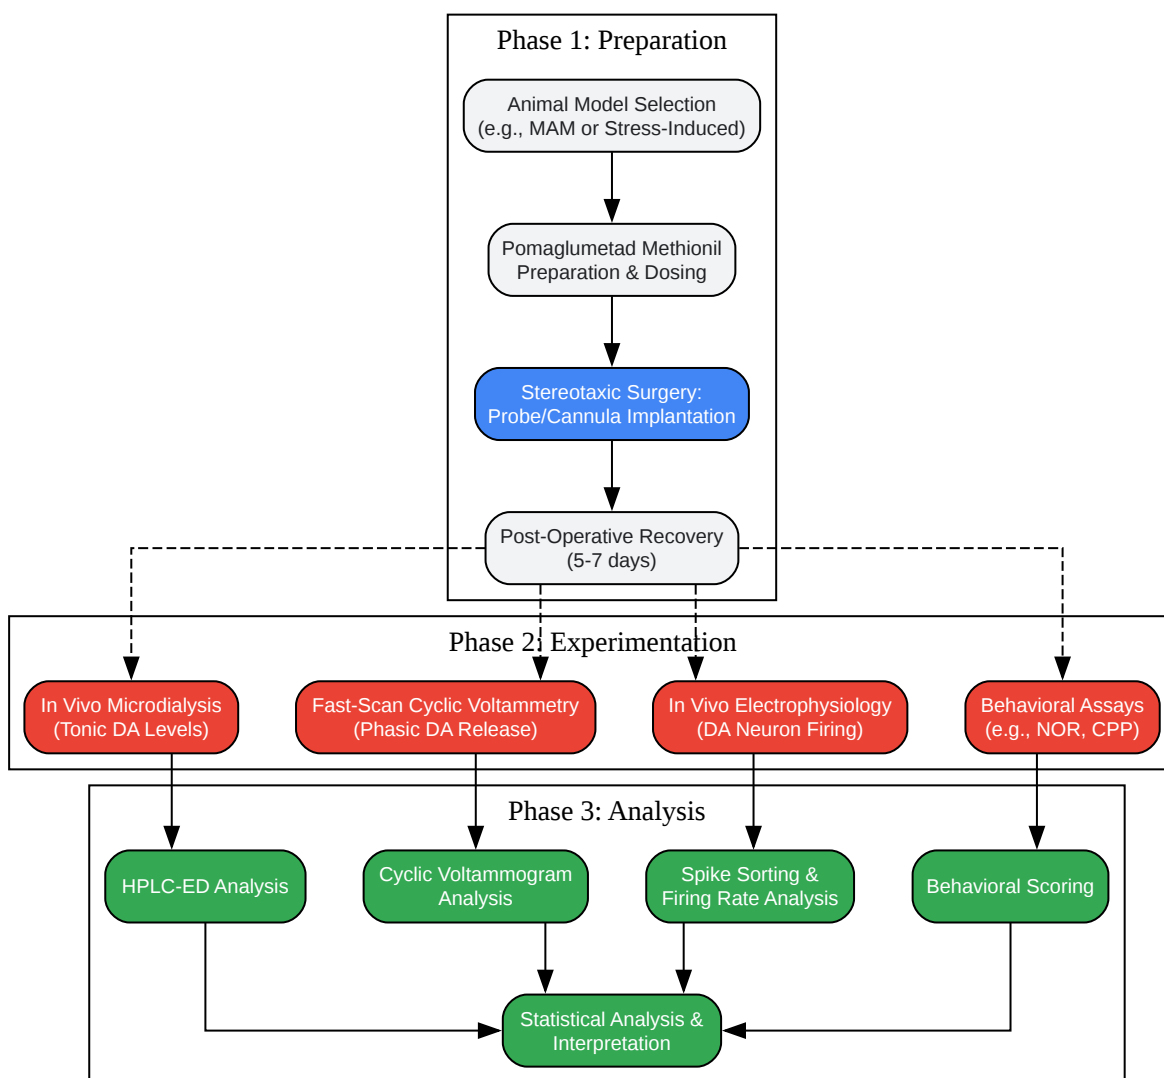 Phase 1: Preparation
Animal Model Selection
(e.g., MAM or Stress-Induced)
Pomaglumetad Methionil
Preparation & Dosing
Stereotaxic Surgery:
Probe/Cannula Implantation
Post-Operative Recovery
(5-7 days)
Phase 2: Experimentation
In Vivo Microdialysis
(Tonic DA Levels)
Fast-Scan Cyclic Voltammetry
(Phasic DA Release)
In Vivo Electrophysiology
(DA Neuron Firing)
Behavioral Assays
(e.g., NOR, CPP)
Phase 3: Analysis
HPLC-ED Analysis
Cyclic Voltammogram
Analysis
Spike Sorting &
Firing Rate Analysis
Behavioral Scoring
Statistical Analysis &
Interpretation